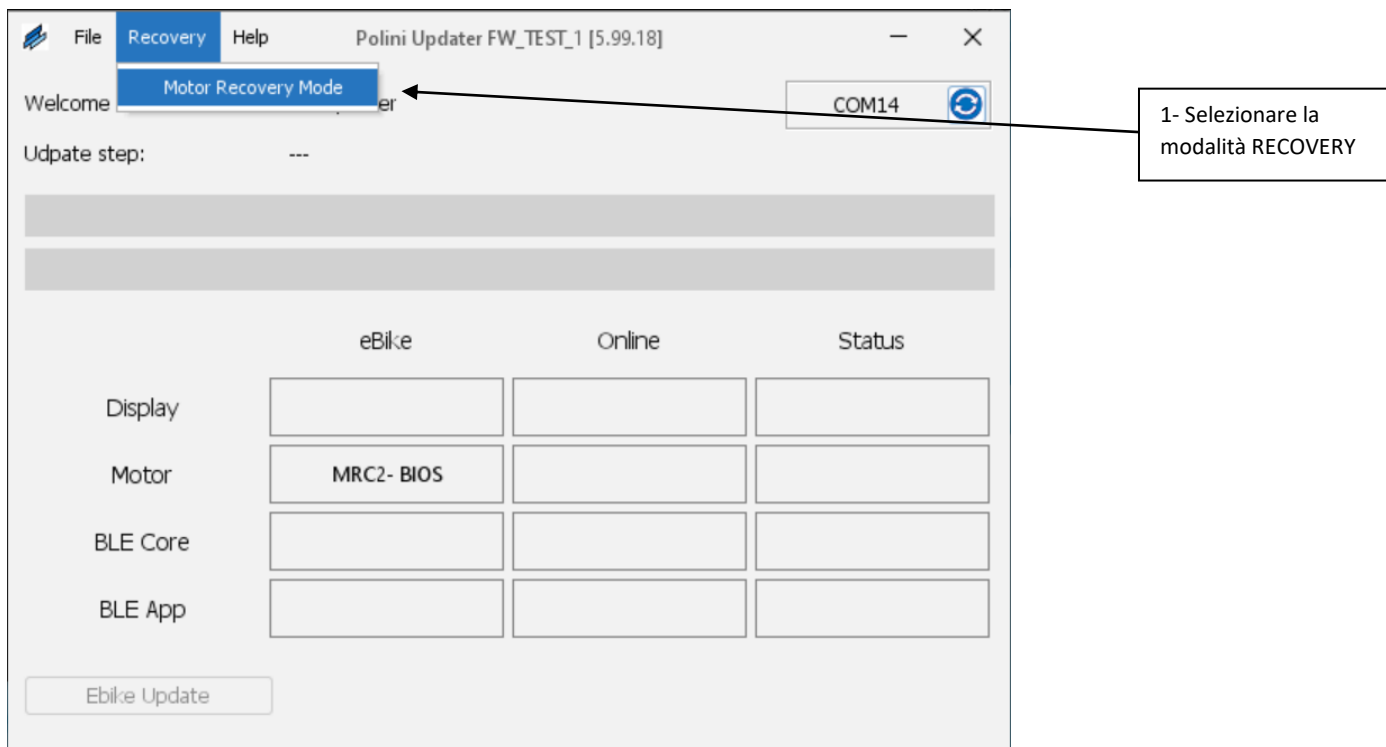 File Recovery Help Polini Updater FW_TEST_1 [5.99.18]
Motor Recovery Mode
Welcome er COM14
1- Selezionare la
modalità RECOVERY
Udpate step: ---
eBike Online Status
Display
Motor MRC2- BIOS
BLE Core
BLE App
Ebike Update